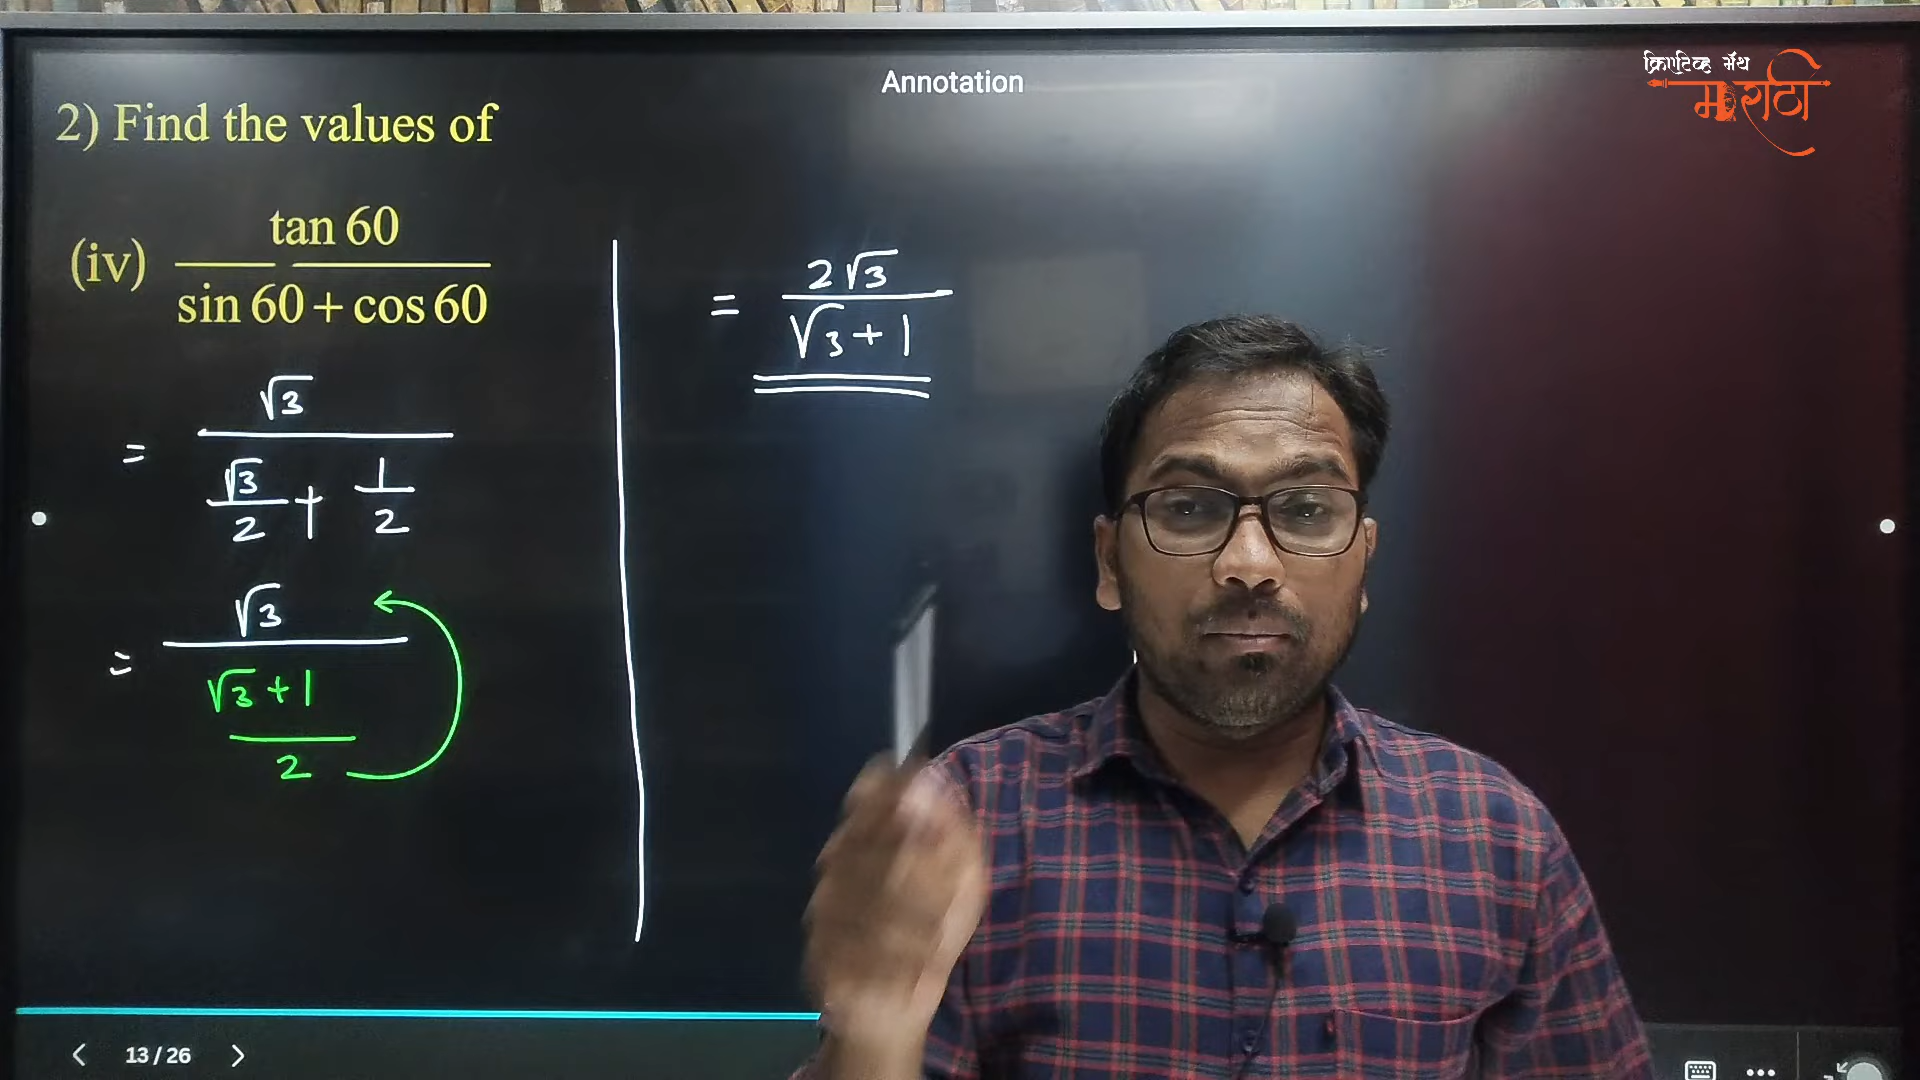 Annotation
क्रिएटिव्ह मॅथ
मराठी
2) Find the values of
(iv) tan 60
sin 60 + cos 60
= √3
√3/2 + 1/2
= √3
√3 + 1
2
= 2√3
√3 + 1
13 / 26